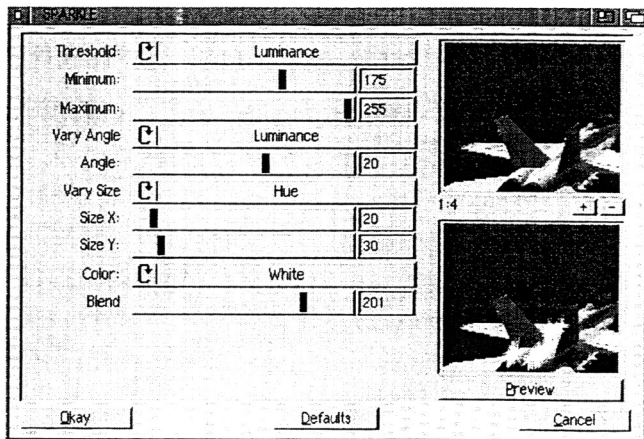 SPARKLE
Threshold: Luminance
Minimum: 175
Maximum: 255
Vary Angle Luminance
Angle: 20
Vary Size Hue
Size X: 20
Size Y: 30
Color: White
Blend 201
1:4 + -
Preview
Okay Defaults Cancel